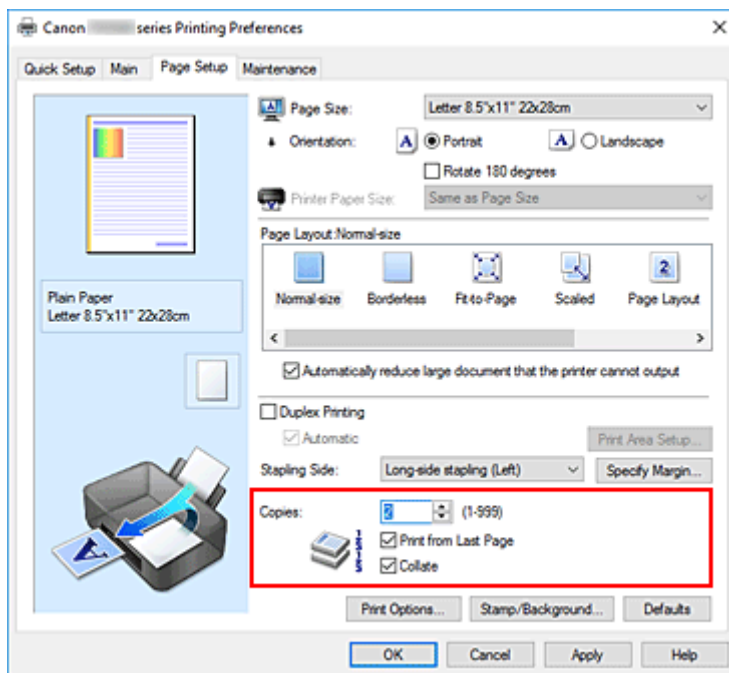 Canon series Printing Preferences
Quick Setup Main Page Setup Maintenance
Page Size: Letter 8.5"x11" 22x28cm
Orientation: A Portrait A Landscape
Rotate 180 degrees
Printer Paper Size: Same as Page Size
Page Layout:Normal-size
Normal-size Borderless Fit-to-Page Scaled 2 Page Layout
Plain Paper
Letter 8.5"x11" 22x28cm
Automatically reduce large document that the printer cannot output
Duplex Printing
Automatic Print Area Setup...
Stapling Side: Long-side stapling (Left) Specify Margin...
Copies: 2 (1-999)
Print from Last Page
Collate
Print Options... Stamp/Background... Defaults
OK Cancel Apply Help